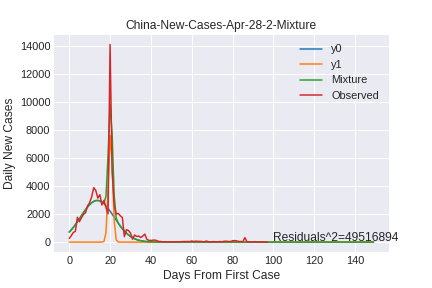 China-New-Cases-Apr-28-2-Mixture
14000
12000
10000
8000
6000
4000
2000
0
Daily New Cases
y0
y1
Mixture
Observed
Residuals^2=49516894
0 20 40 60 80 100 120 140
Days From First Case